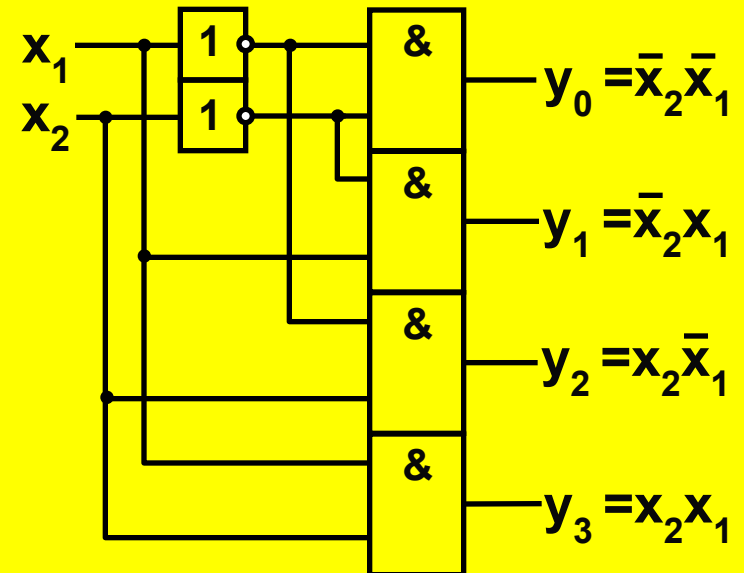 x₁
x₂
1
1
&
&
&
&
y₀ =x̄₂x̄₁
y₁ =x̄₂x₁
y₂ =x₂x̄₁
y₃ =x₂x₁